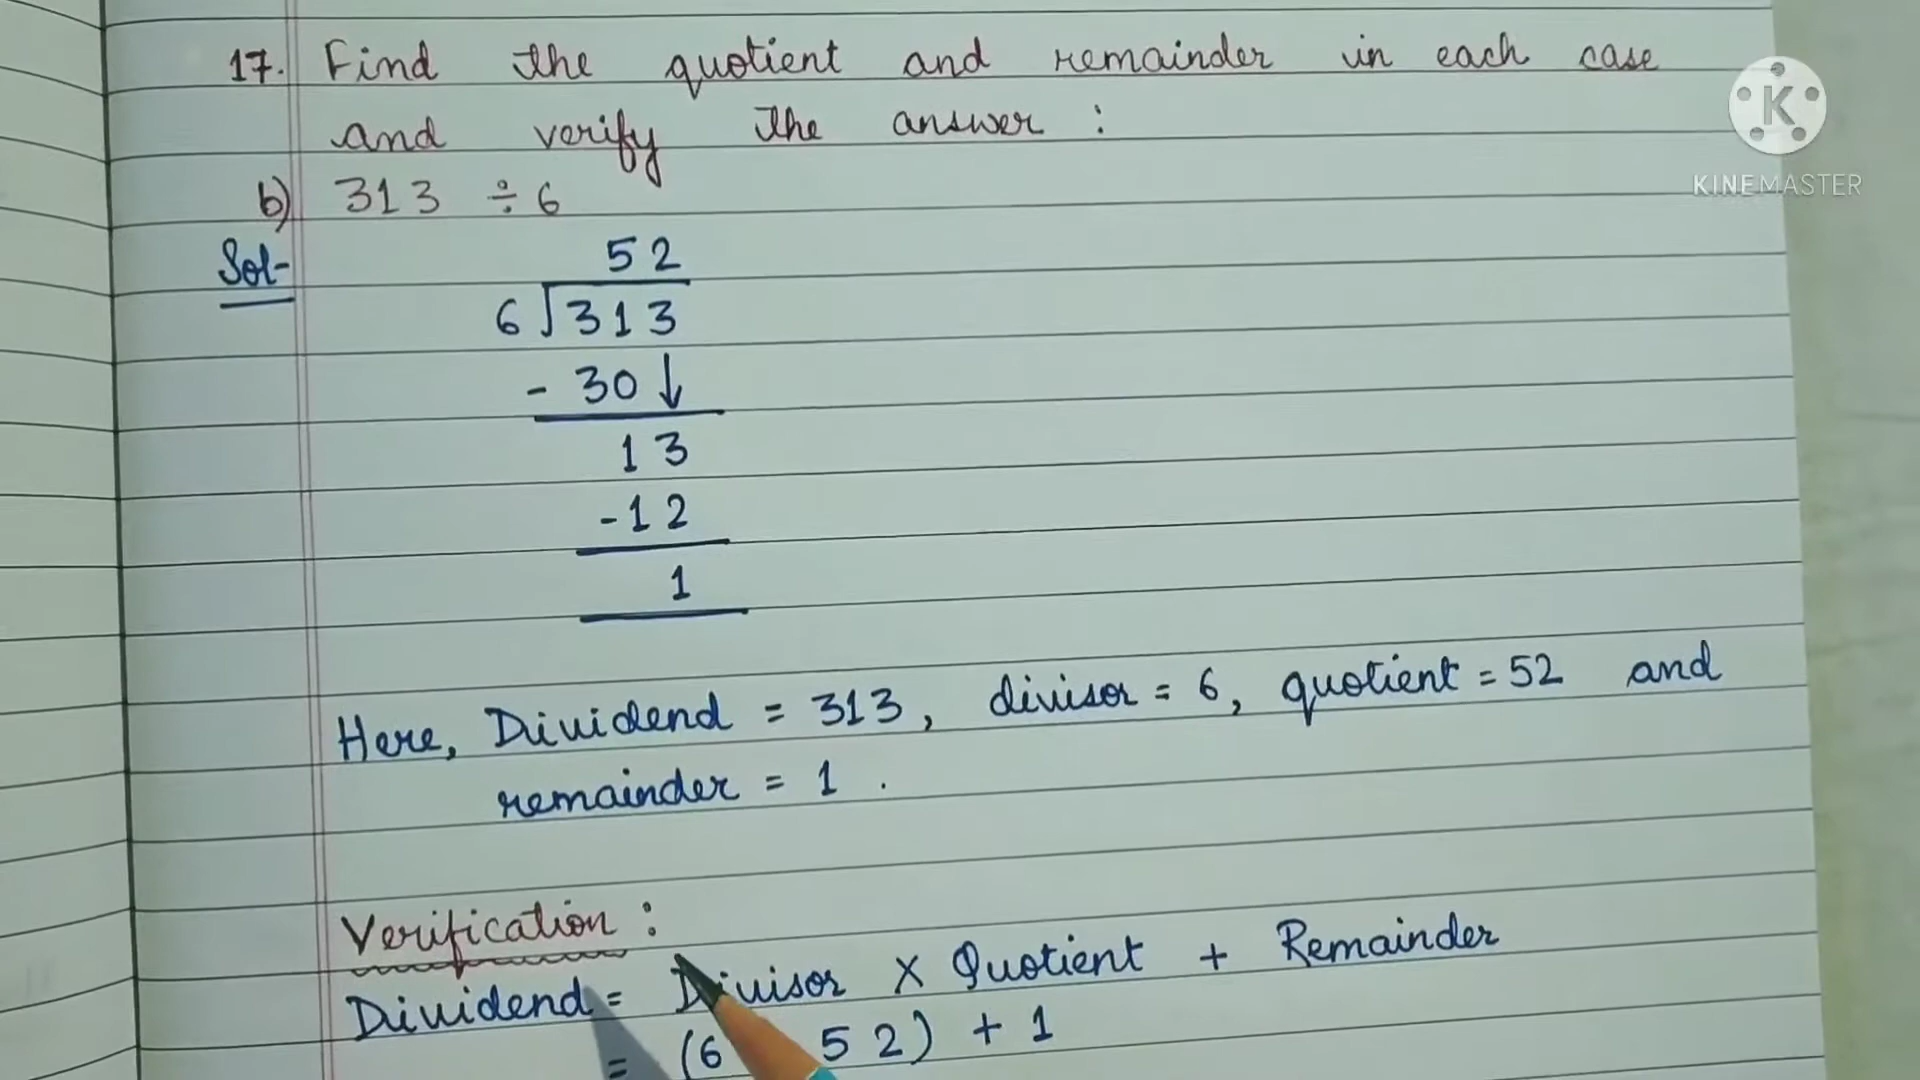 17. Find the quotient and remainder in each case
and verify the answer :
b) 313 ÷ 6
Sol-
52
6 313
- 30 ↓
13
-12
1
Here, Dividend = 313, divisor = 6, quotient = 52 and
remainder = 1 .
Verification :
Dividend = Divisor X Quotient + Remainder
= (6 52) + 1
K
KINEMASTER